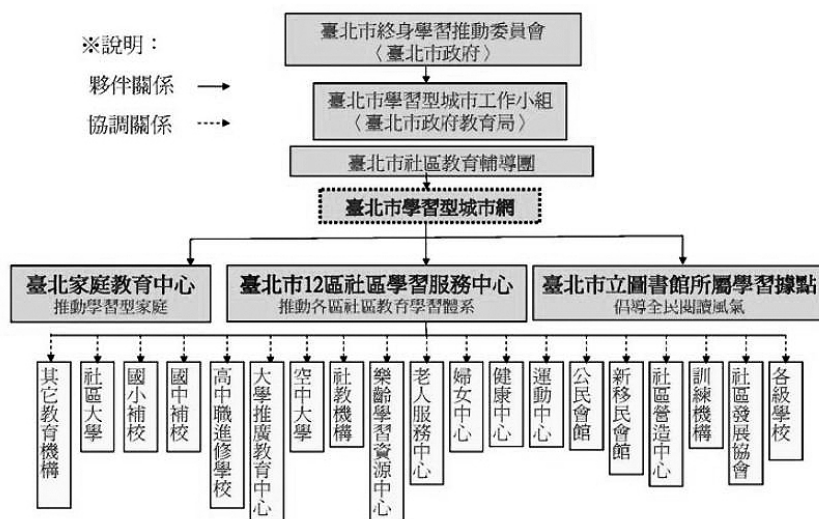 臺北市終身學習推動委員會
〈臺北市政府〉
※說明：
夥伴關係
協調關係
臺北市學習型城市工作小組
〈臺北市政府教育局〉
臺北市社區教育輔導團
臺北市學習型城市網
臺北家庭教育中心
推動學習型家庭
臺北市12區社區學習服務中心
推動各區社區教育學習體系
臺北市立圖書館所屬學習據點
倡導全民閱讀風氣
其它教育機構
社區大學
國小補校
國中補校
高中職進修學校
大學推廣教育中心
空中大學
社教機構
樂齡學習資源中心
老人服務中心
婦女中心
健康中心
運動中心
公民會館
新移民會館
社區營造中心
訓練機構
社區發展協會
各級學校